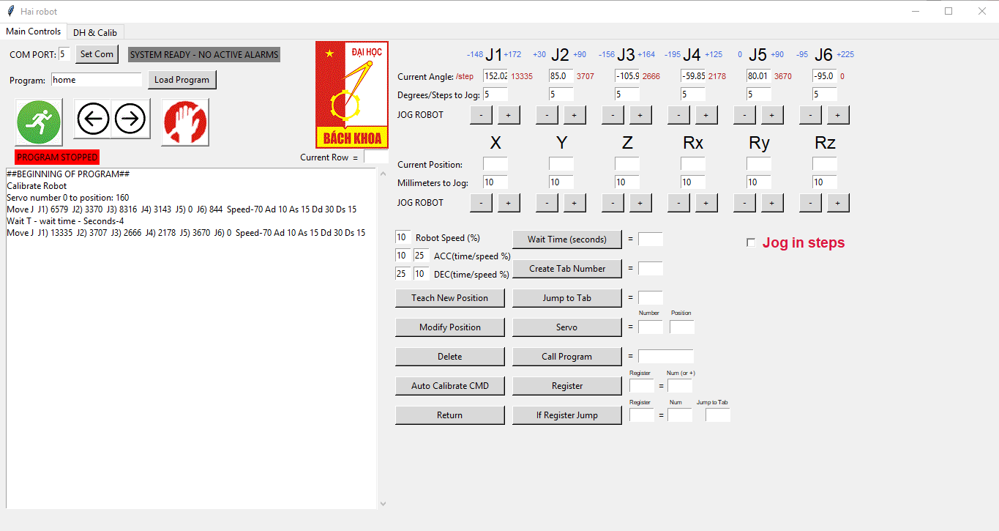 Hai robot
Main Controls DH & Calib
COM PORT: 5 Set Com SYSTEM READY - NO ACTIVE ALARMS
Program: home Load Program
ĐẠI HỌC
BÁCH KHOA
PROGRAM STOPPED
Current Row =
##BEGINNING OF PROGRAM##
Calibrate Robot
Servo number 0 to position: 160
Move J J1) 6579 J2) 3370 J3) 8316 J4) 3143 J5) 0 J6) 844 Speed-70 Ad 10 As 15 Dd 30 Ds 15
Wait T - wait time - Seconds-4
Move J J1) 13335 J2) 3707 J3) 2666 J4) 2178 J5) 3670 J6) 0 Speed-70 Ad 10 As 15 Dd 30 Ds 15
-148 J1 +172 +30 J2 +90 -156 J3 +164 -195 J4 +125 0 J5 +90 -95 J6 +225
Current Angle: /step 152.02 13335 85.0 3707 -105.9 2666 -59.85 2178 80.01 3670 -95.0 0
Degrees/Steps to Jog: 5 5 5 5 5 5
JOG ROBOT - + - + - + - + - + - +
X Y Z Rx Ry Rz
Current Position:
Millimeters to Jog: 10 10 10 10 10 10
JOG ROBOT - + - + - + - + - + - +
10 Robot Speed (%) Wait Time (seconds) =
Jog in steps
10 25 ACC(time/speed %)
25 10 DEC(time/speed %) Create Tab Number =
Teach New Position Jump to Tab =
Number Position
Modify Position Servo =
Delete Call Program =
Register Num (or +)
Auto Calibrate CMD Register =
Register Num Jump to Tab
Return If Register Jump =